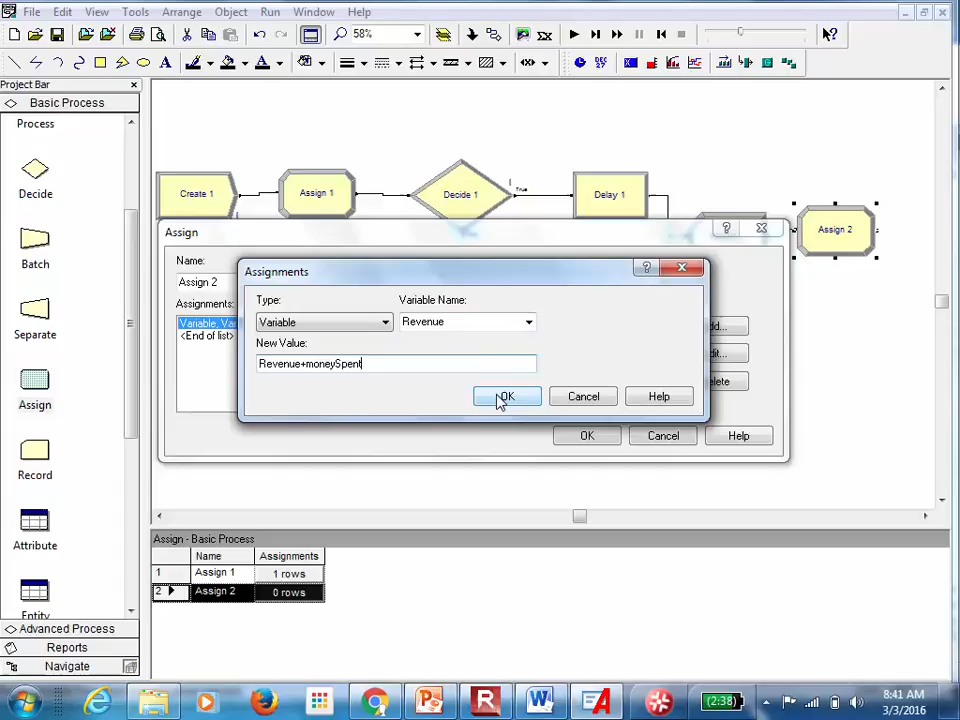 File Edit View Tools Arrange Object Run Window Help
58%
Project Bar
Basic Process
Process
Decide
Batch
Separate
Assign
Record
Attribute
Entity
Advanced Process
Reports
Navigate
Create 1
Assign 1
Decide 1
True
Delay 1
Assign 2
Assign
Name:
Assign 2
Assignments:
<End of list>
OK Cancel Help
Assignments
Type: Variable Name:
Variable Revenue
New Value:
Revenue+moneySpent
OK Cancel Help
Assign - Basic Process
Name Assignments
1 Assign 1 1 rows
2 Assign 2 0 rows
(2:38)
8:41 AM
3/3/2016